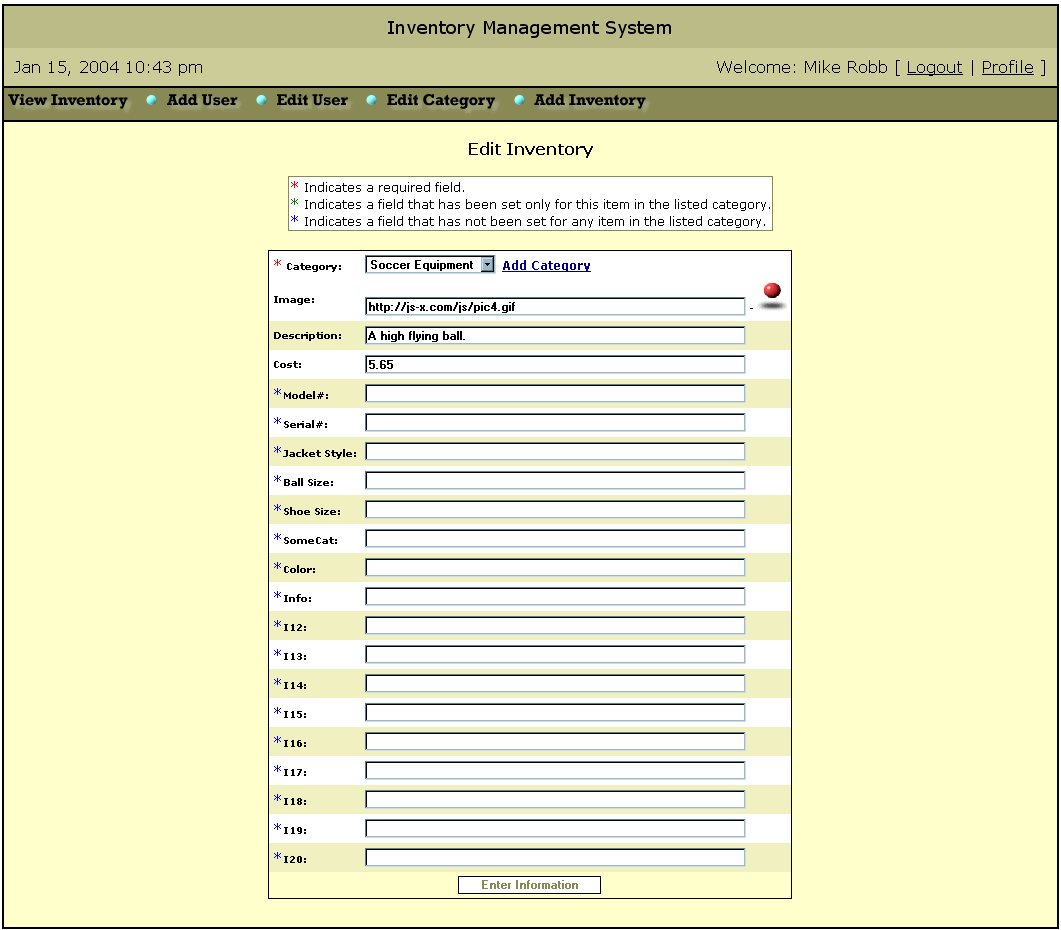 Inventory Management System
Jan 15, 2004 10:43 pm Welcome: Mike Robb [ Logout | Profile ]
View Inventory Add User Edit User Edit Category Add Inventory
Edit Inventory
* Indicates a required field.
* Indicates a field that has been set only for this item in the listed category.
* Indicates a field that has not been set for any item in the listed category.
* Category: Soccer Equipment Add Category
Image: http://js-x.com/js/pic4.gif -
Description: A high flying ball.
Cost: 5.65
*Model#:
*Serial#:
*Jacket Style:
*Ball Size:
*Shoe Size:
*SomeCat:
*Color:
*Info:
*I12:
*I13:
*I14:
*I15:
*I16:
*I17:
*I18:
*I19:
*I20:
Enter Information